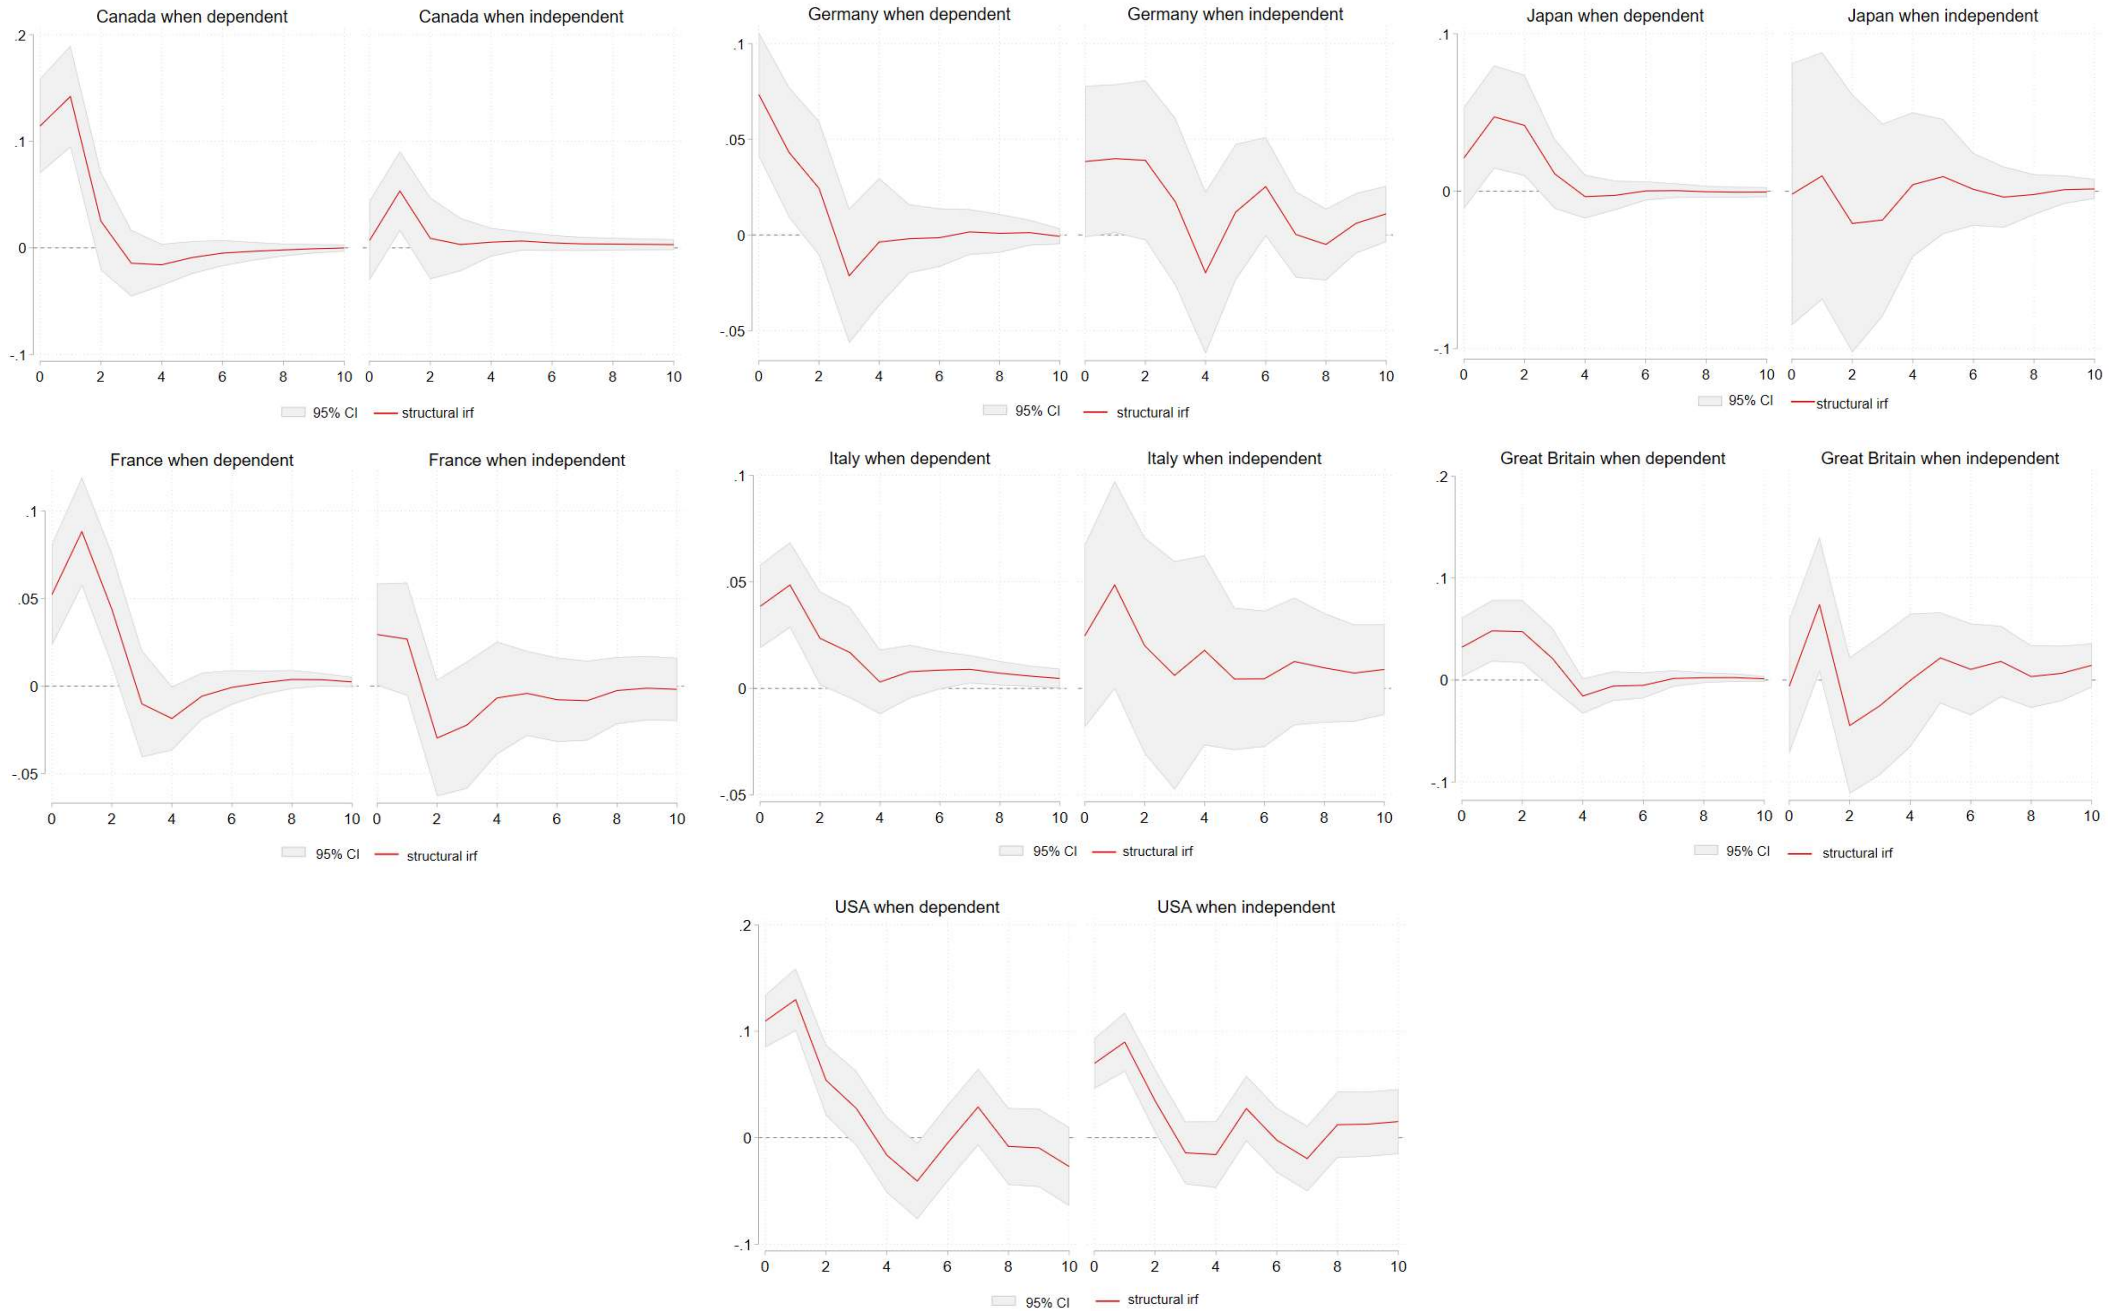 Canada when dependent
Canada when independent
.2
.1
0
-.1
0 2 4 6 8 10
0 2 4 6 8 10
95% CI structural irf
Germany when dependent
Germany when independent
.1
.05
0
-.05
0 2 4 6 8 10
0 2 4 6 8 10
95% CI structural irf
Japan when dependent
Japan when independent
.1
0
-.1
0 2 4 6 8 10
0 2 4 6 8 10
95% CI structural irf
France when dependent
France when independent
.1
.05
0
-.05
0 2 4 6 8 10
0 2 4 6 8 10
95% CI structural irf
Italy when dependent
Italy when independent
.1
.05
0
-.05
0 2 4 6 8 10
0 2 4 6 8 10
95% CI structural irf
Great Britain when dependent
Great Britain when independent
.2
.1
0
-.1
0 2 4 6 8 10
0 2 4 6 8 10
95% CI structural irf
USA when dependent
USA when independent
.2
.1
0
-.1
0 2 4 6 8 10
0 2 4 6 8 10
95% CI structural irf